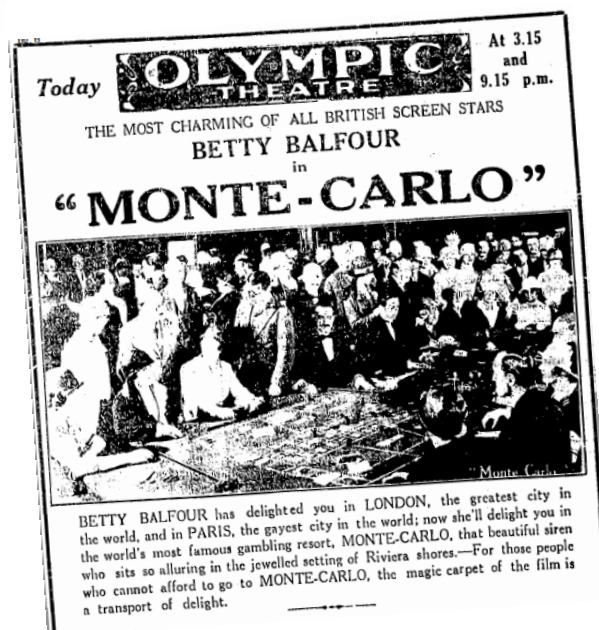 Today
OLYMPIC
THEATRE
At 3.15
and
9.15 p.m.
THE MOST CHARMING OF ALL BRITISH SCREEN STARS
BETTY BALFOUR
in
"MONTE-CARLO"
"Monte Carlo"
BETTY BALFOUR has delighted you in LONDON, the greatest city in
the world, and in PARIS, the gayest city in the world; now she'll delight you in
the world's most famous gambling resort, MONTE-CARLO, that beautiful siren
who sits so alluring in the jewelled setting of Riviera shores.—For those people
who cannot afford to go to MONTE-CARLO, the magic carpet of the film is
a transport of delight.